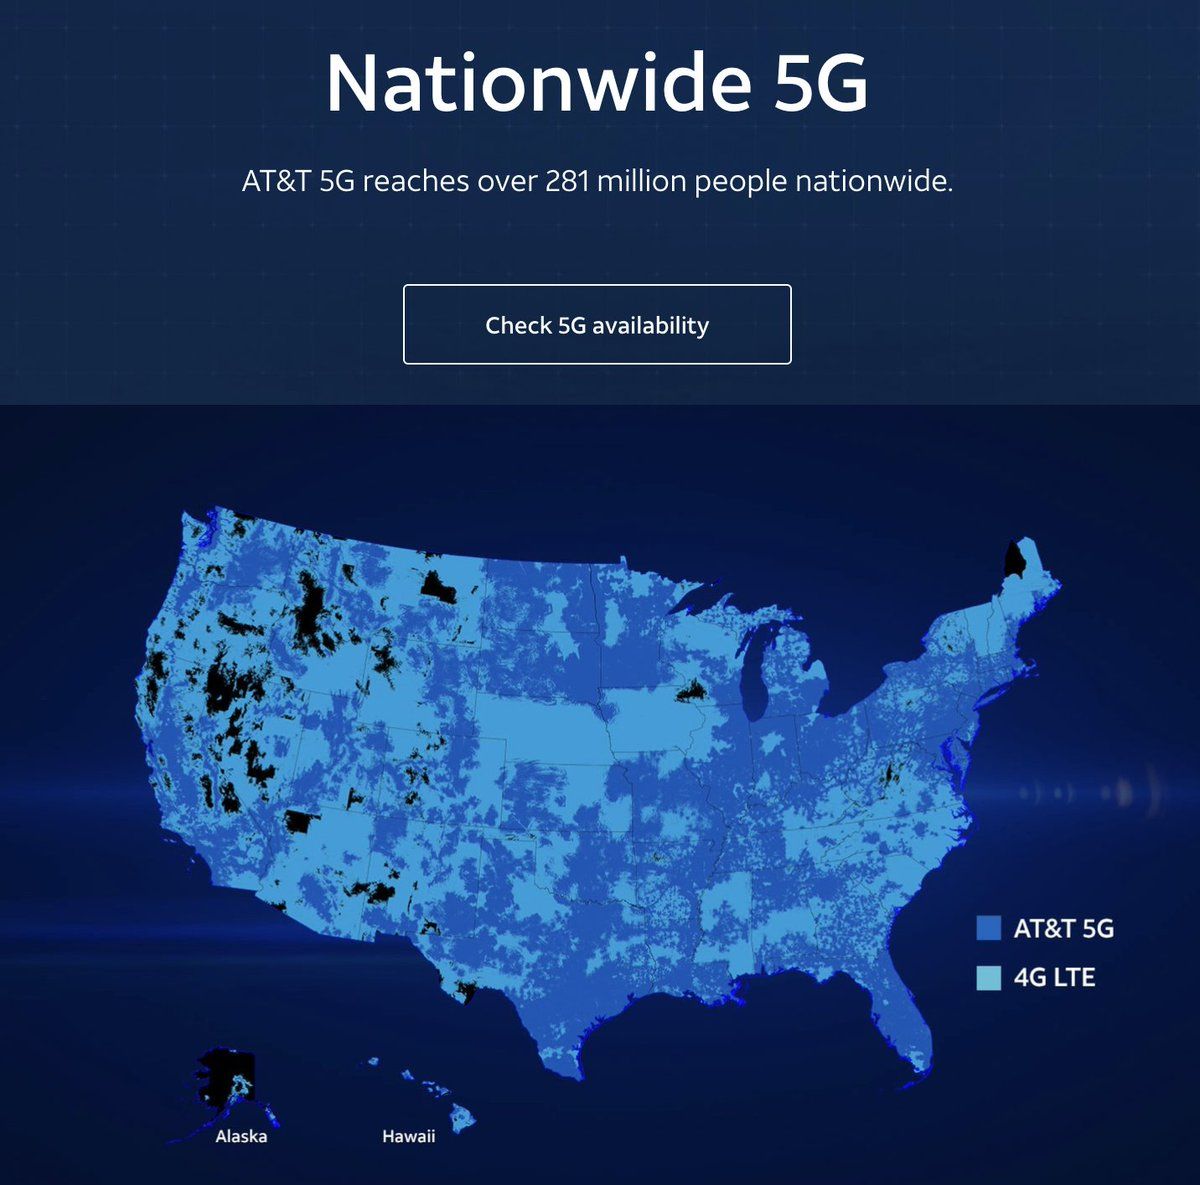 Nationwide 5G
AT&T 5G reaches over 281 million people nationwide.
Check 5G availability
AT&T 5G
4G LTE
Alaska
Hawaii